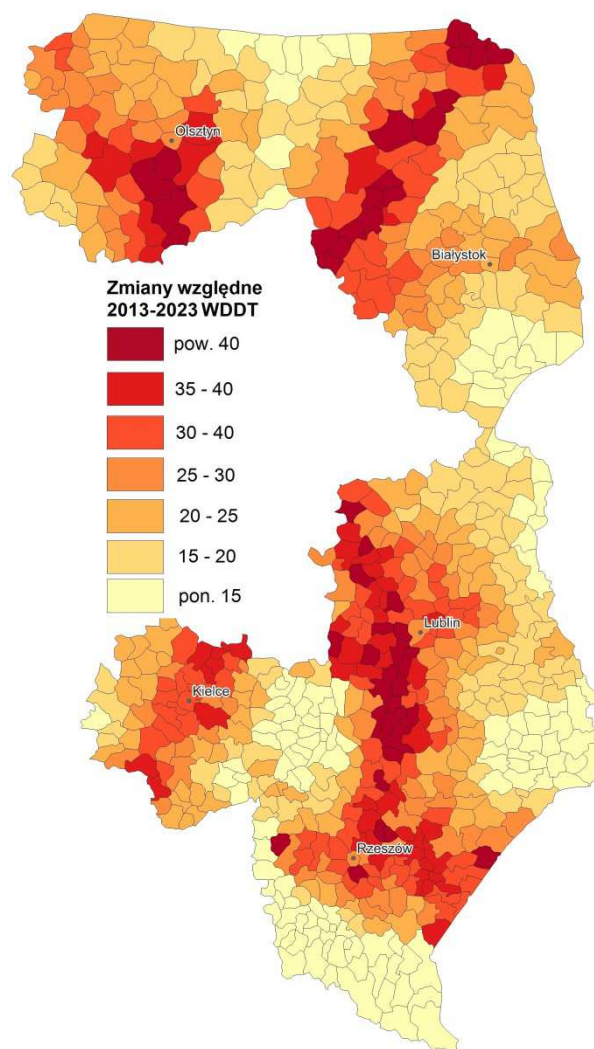 Olsztyn
Białystok
Zmiany względne
2013-2023 WDDT
pow. 40
35 - 40
30 - 40
25 - 30
20 - 25
15 - 20
pon. 15
Lublin
Kielce
Rzeszów